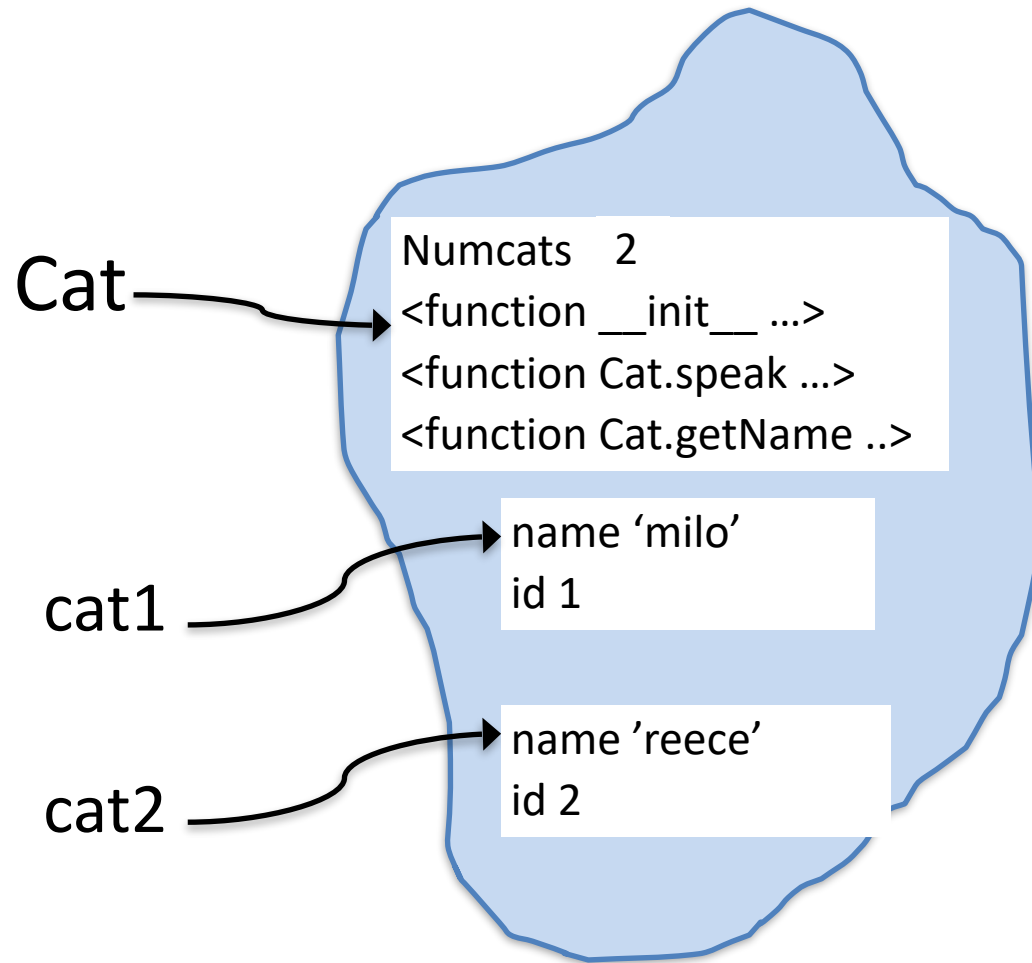 Cat
Numcats 2
<function __init__ …>
<function Cat.speak …>
<function Cat.getName ..>
cat1
name ‘milo’
id 1
cat2
name ’reece’
id 2